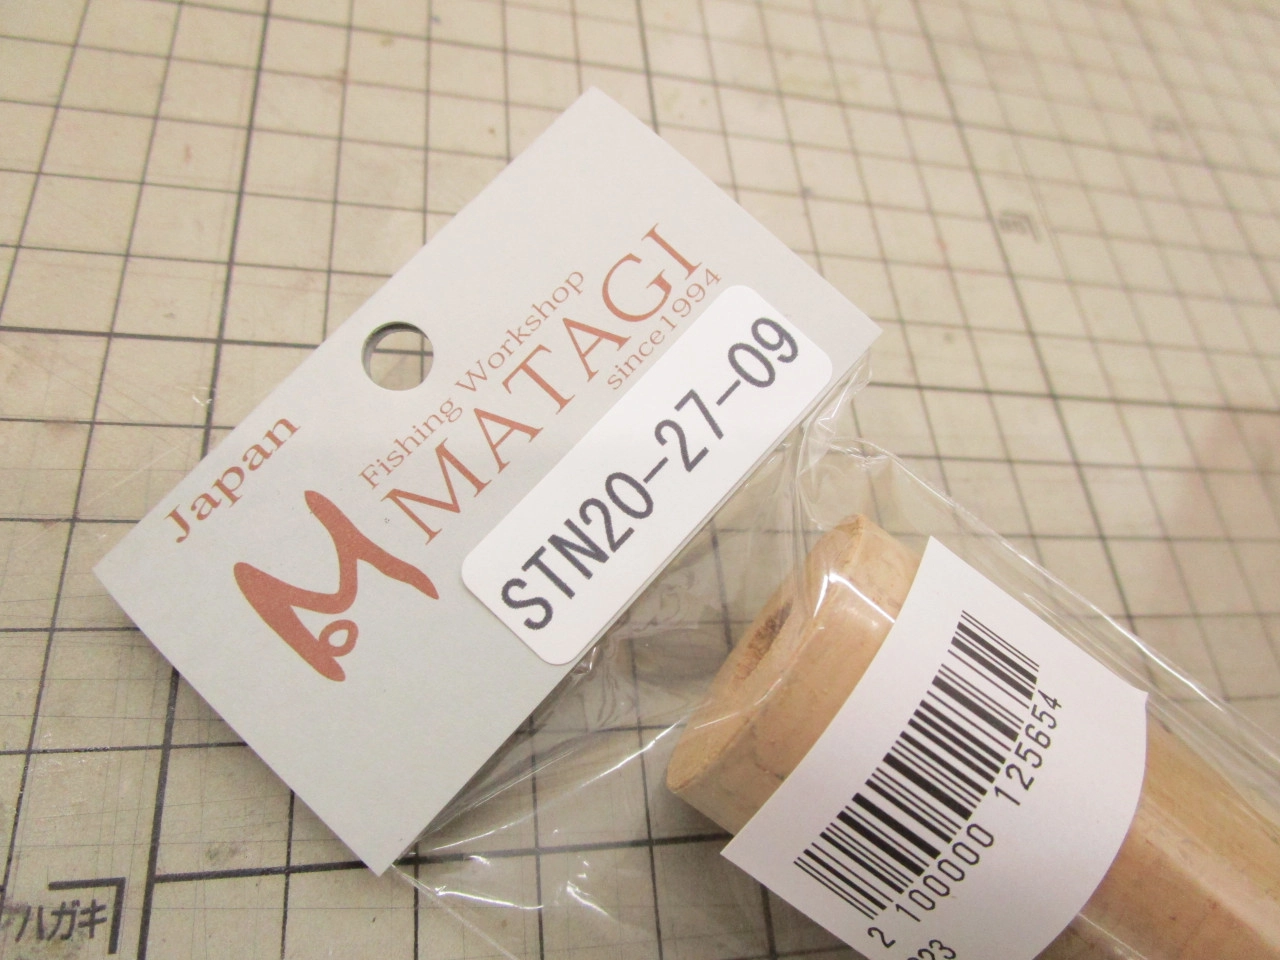 Japan
Fishing Workshop
MATAGI
since1994
STN20-27-09
2 100000 125654
ハガキ